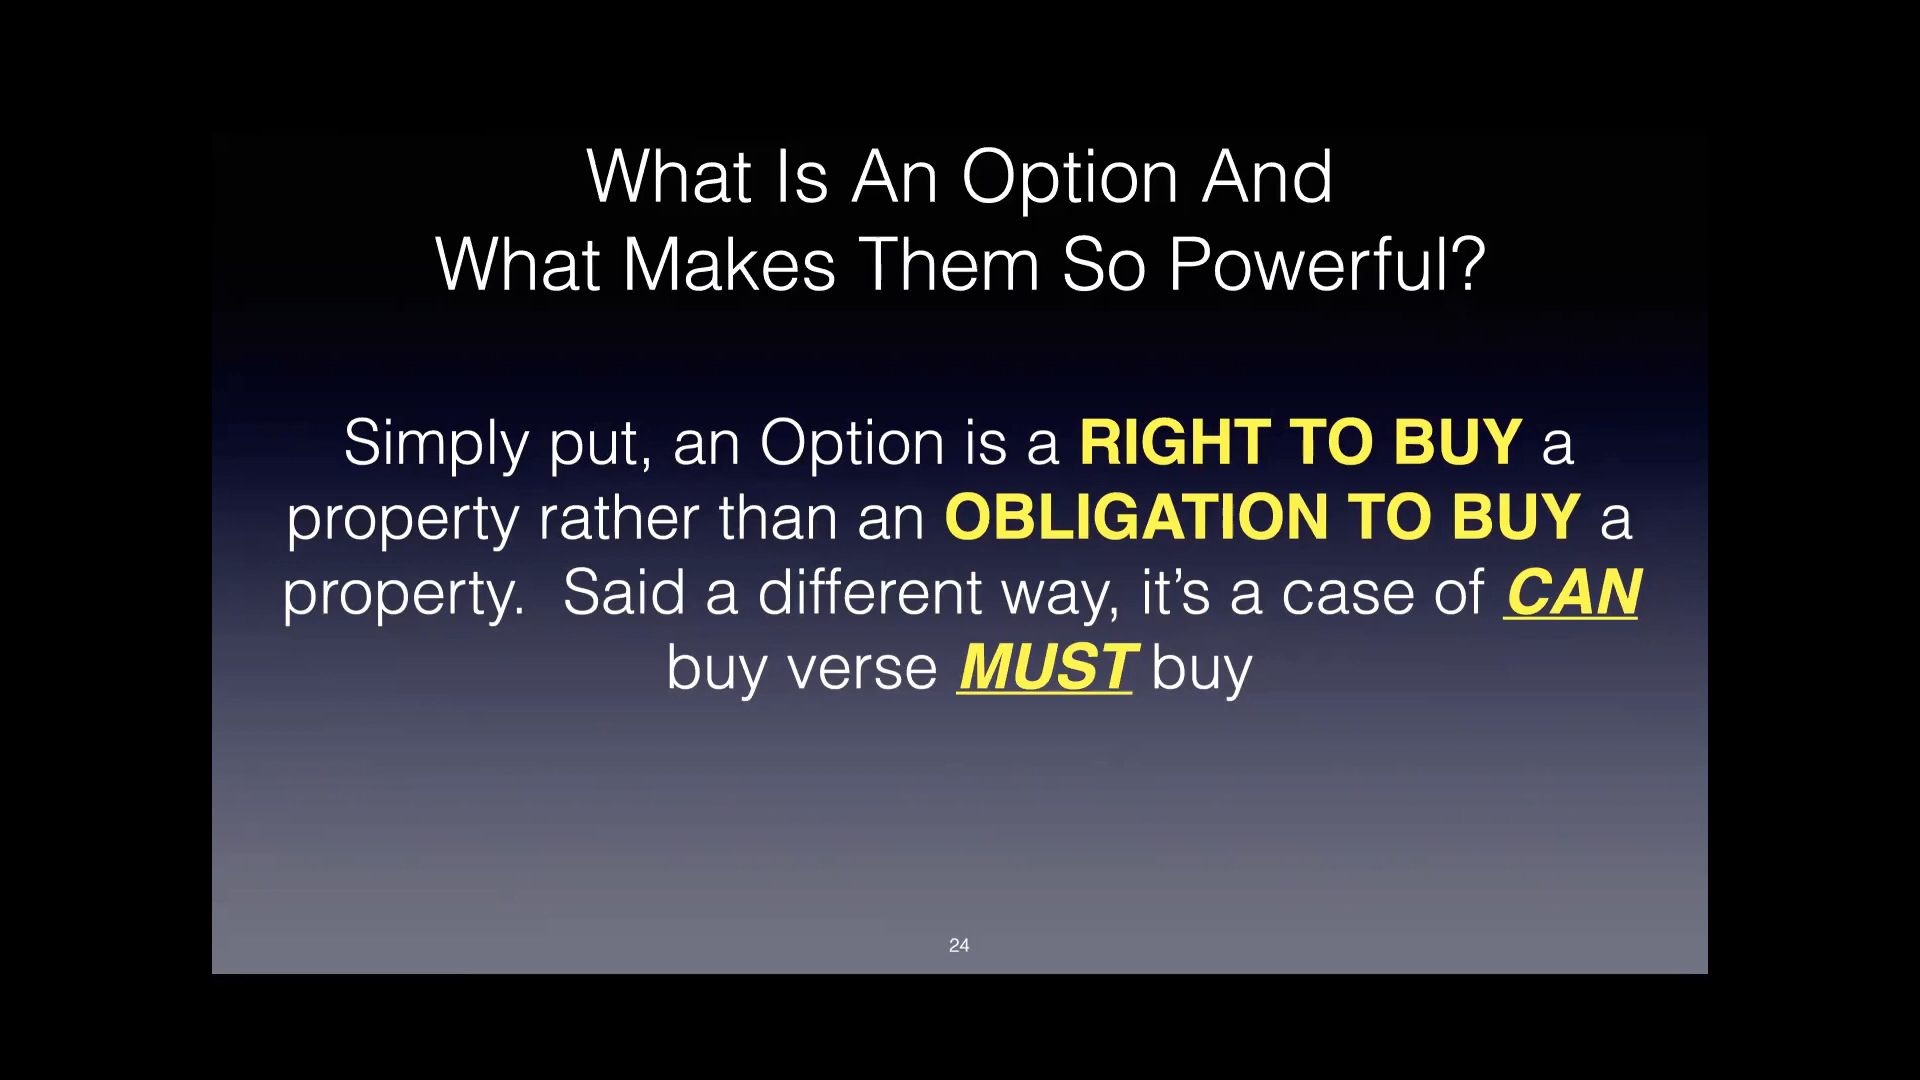 What Is An Option And
What Makes Them So Powerful?
Simply put, an Option is a RIGHT TO BUY a
property rather than an OBLIGATION TO BUY a
property.  Said a different way, it’s a case of CAN
buy verse MUST buy
24